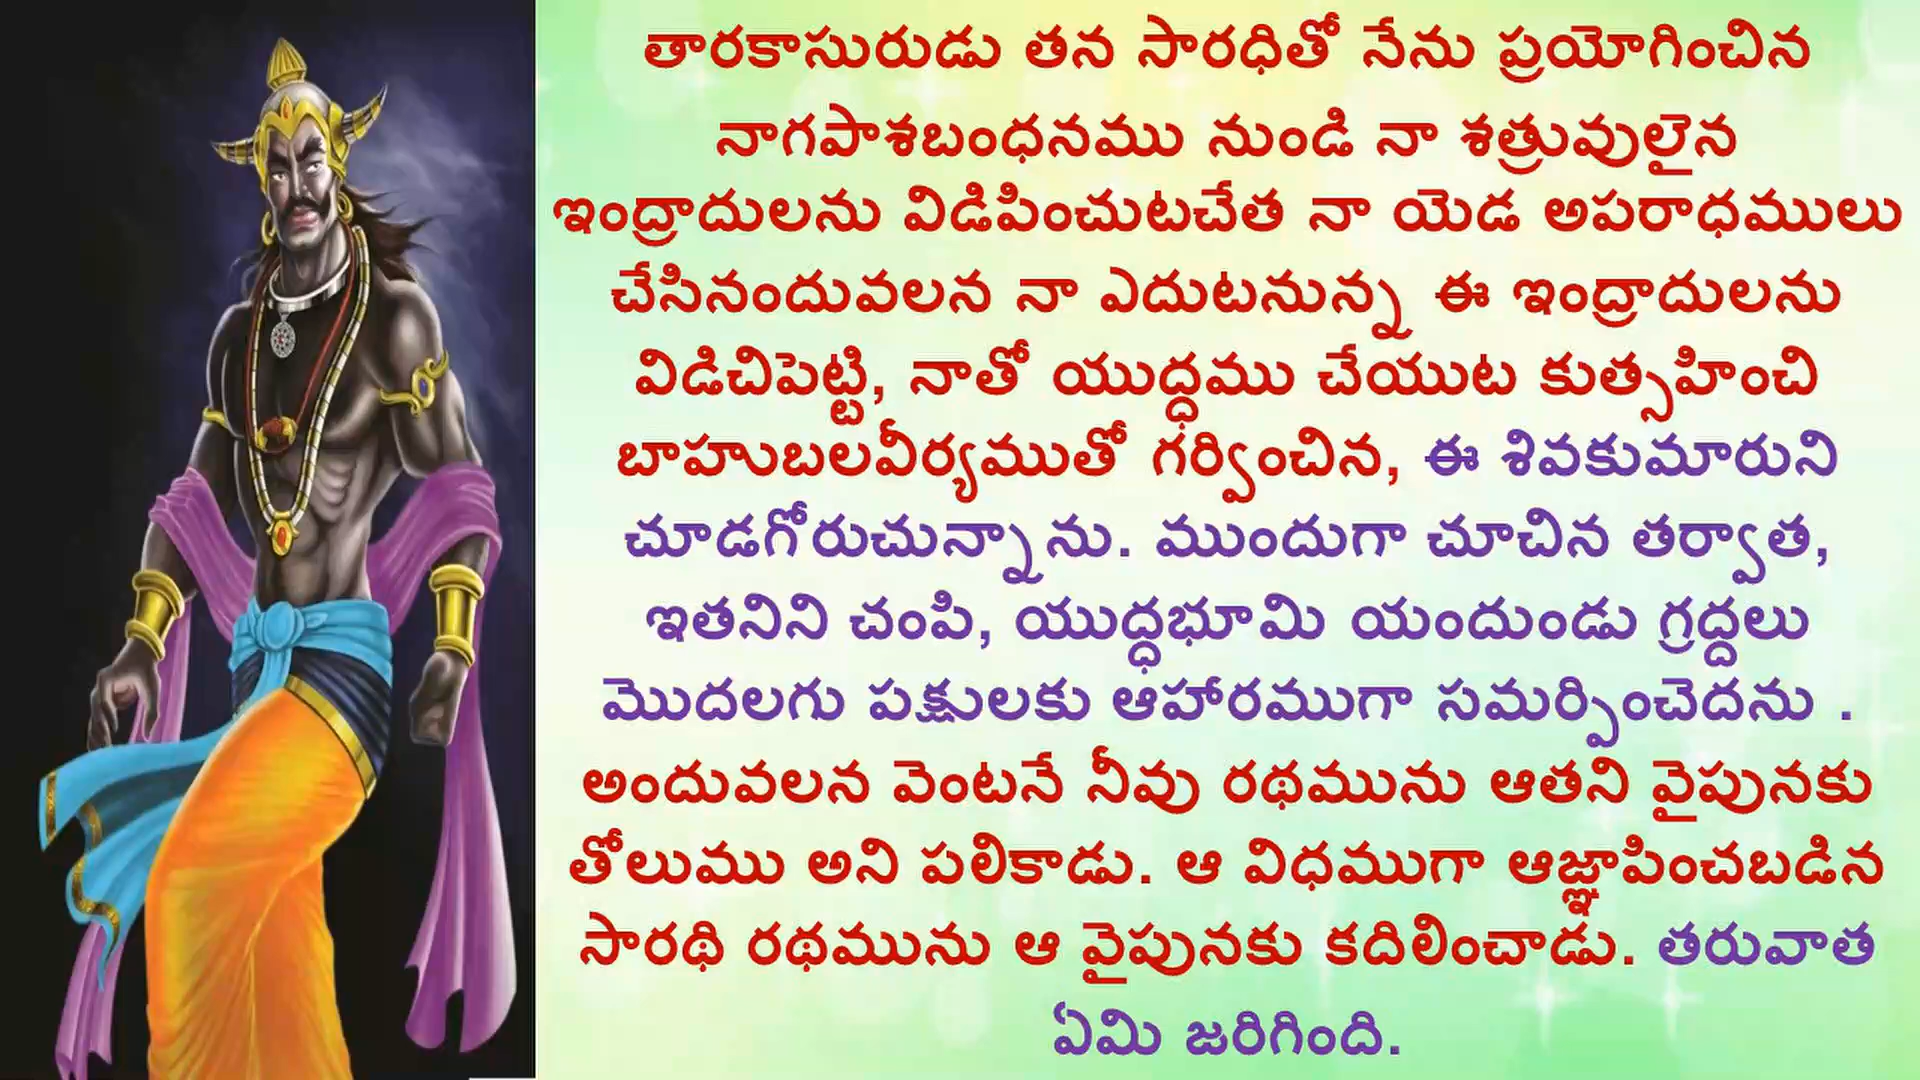 తారకాసురుడు తన సారధితో నేను ప్రయోగించిన
నాగపాశబంధనము నుండి నా శత్రువులైన
ఇంద్రాదులను విడిపించుటచేత నా యెడ అపరాధములు
చేసినందువలన నా ఎదుటనున్న ఈ ఇంద్రాదులను
విడిచిపెట్టి, నాతో యుద్ధము చేయుట కుత్సహించి
బాహుబలవీర్యముతో గర్వించిన, ఈ శివకుమారుని
చూడగోరుచున్నాను. ముందుగా చూచిన తర్వాత,
ఇతనిని చంపి, యుద్ధభూమి యందుండు గ్రద్దలు
మొదలగు పక్షులకు ఆహారముగా సమర్పించెదను .
అందువలన వెంటనే నీవు రథమును ఆతని వైపునకు
తోలుము అని పలికాడు. ఆ విధముగా ఆజ్ఞాపించబడిన
సారథి రథమును ఆ వైపునకు కదిలించాడు. తరువాత
ఏమి జరిగింది.